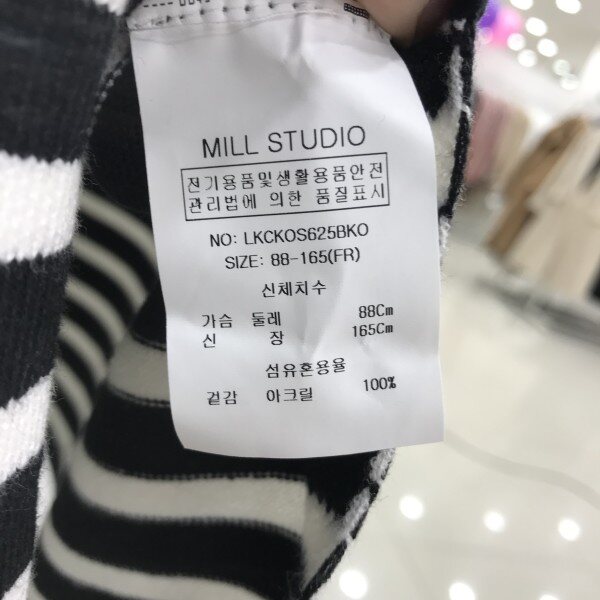 MILL STUDIO
전기용품및생활용품안전
관리법에 의한 품질표시
NO: LKCKOS625BKO
SIZE: 88-165(FR)
신체치수
가슴 둘레 88Cm
신 장 165Cm
섬유혼용율
겉감 아크릴 100%